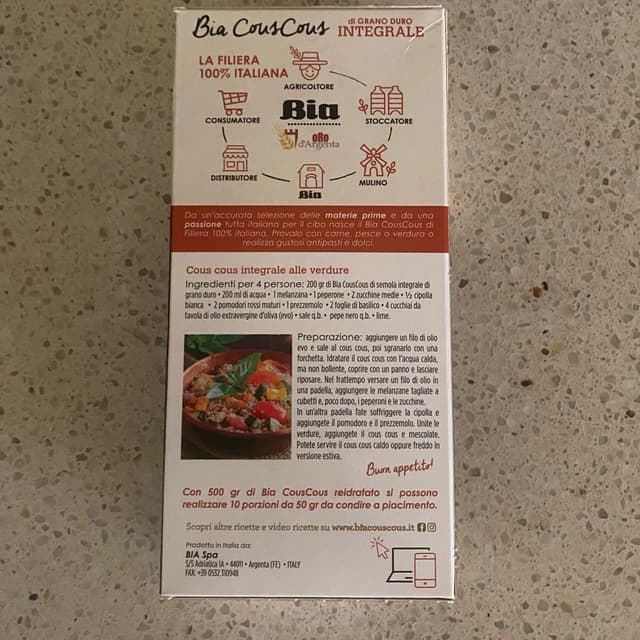 Bia CousCous di GRANO DURO INTEGRALE
LA FILIERA
100% ITALIANA
AGRICOLTORE
CONSUMATORE
Bia
STOCCATORE
oRo
d'Argenta
DISTRIBUTORE
Bia
MULINO
Da un'accurata selezione delle materie prime e da una
passione tutta italiana per il cibo nasce il Bia CousCous di
Filiera 100% italiana. Provalo con carne, pesce o verdura o
realizza gustosi antipasti e dolci.
Cous cous integrale alle verdure
Ingredienti per 4 persone: 200 gr di Bia CousCous di semola integrale di
grano duro • 200 ml di acqua • 1 melanzana • 1 peperone • 2 zucchine medie • ½ cipolla
bianca • 2 pomodori rossi maturi • 1 prezzemolo • 2 foglie di basilico • 4 cucchiai da
tavola di olio extravergine d'oliva (evo) • sale q.b. • pepe nero q.b. • lime.
Preparazione: aggiungere un filo di olio
evo e sale al cous cous, poi sgranarlo con una
forchetta. Idratare il cous cous con l'acqua calda,
ma non bollente, coprire con un panno e lasciare
riposare. Nel frattempo versare un filo di olio in
una padella, aggiungere le melanzane tagliate a
cubetti e, poco dopo, i peperoni e le zucchine.
In un'altra padella fate soffriggere la cipolla e
aggiungete il pomodoro e il prezzemolo. Unite le
verdure, aggiungete il cous cous e mescolate.
Potete servire il cous cous caldo oppure freddo in
versione estiva.
Buon appetito!
Con 500 gr di Bia CousCous reidratato si possono
realizzare 10 porzioni da 50 gr da condire a piacimento.
Scopri altre ricette e video ricette su www.biacouscous.it
Prodotto in Italia da:
BIA Spa
S/S Adriatica 1A • 44011 • Argenta (FE) • ITALY
FAX: +39 0532 310948